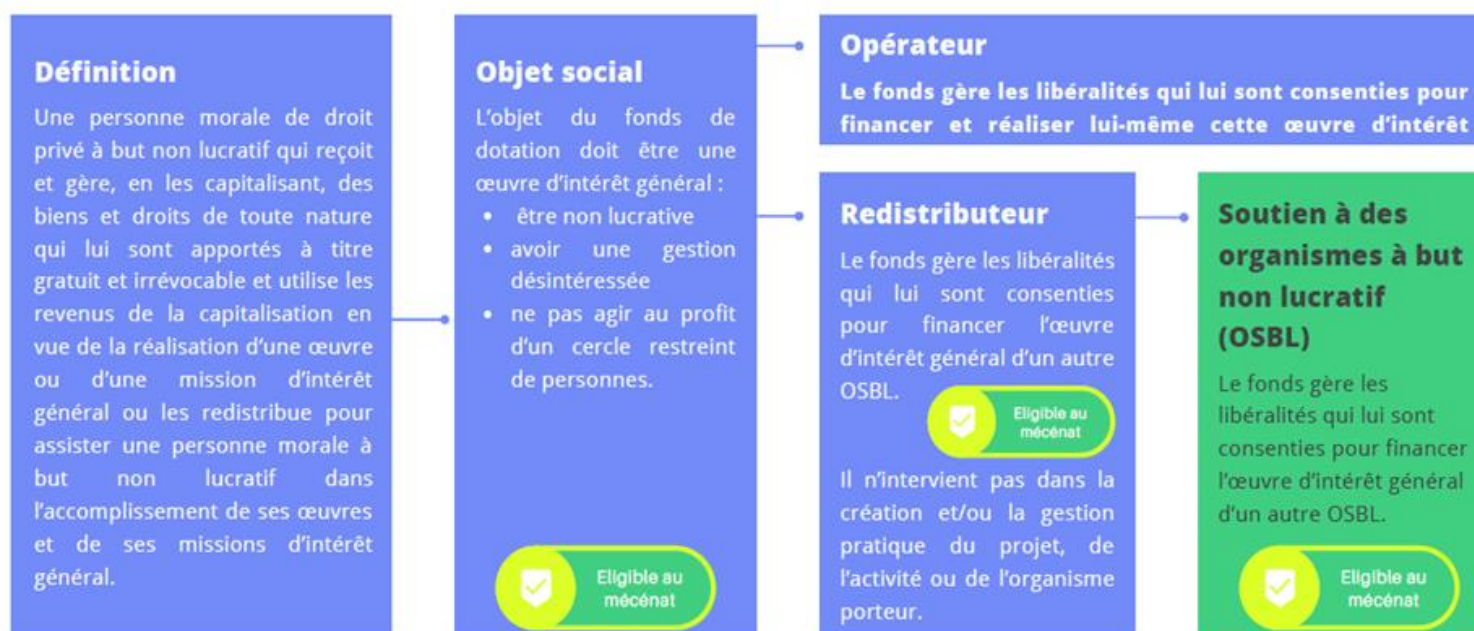 Définition
Une personne morale de droit
privé à but non lucratif qui reçoit
et gère, en les capitalisant, des
biens et droits de toute nature
qui lui sont apportés à titre
gratuit et irrévocable et utilise les
revenus de la capitalisation en
vue de la réalisation d'une œuvre
ou d'une mission d'intérêt
général ou les redistribue pour
assister une personne morale à
but non lucratif dans
l'accomplissement de ses œuvres
et de ses missions d'intérêt
général.
Objet social
L'objet du fonds de
dotation doit être une
œuvre d'intérêt général :
• être non lucrative
• avoir une gestion
désintéressée
• ne pas agir au profit
d'un cercle restreint
de personnes.
Eligible au
mécénat
Opérateur
Le fonds gère les libéralités qui lui sont consenties pour
financer et réaliser lui-même cette œuvre d'intérêt
Redistributeur
Le fonds gère les libéralités
qui lui sont consenties
pour financer l'œuvre
d'intérêt général d'un autre
OSBL.
Eligible au
mécénat
Il n'intervient pas dans la
création et/ou la gestion
pratique du projet, de
l'activité ou de l'organisme
porteur.
Soutien à des
organismes à but
non lucratif
(OSBL)
Le fonds gère les
libéralités qui lui sont
consenties pour financer
l'œuvre d'intérêt général
d'un autre OSBL.
Eligible au
mécénat